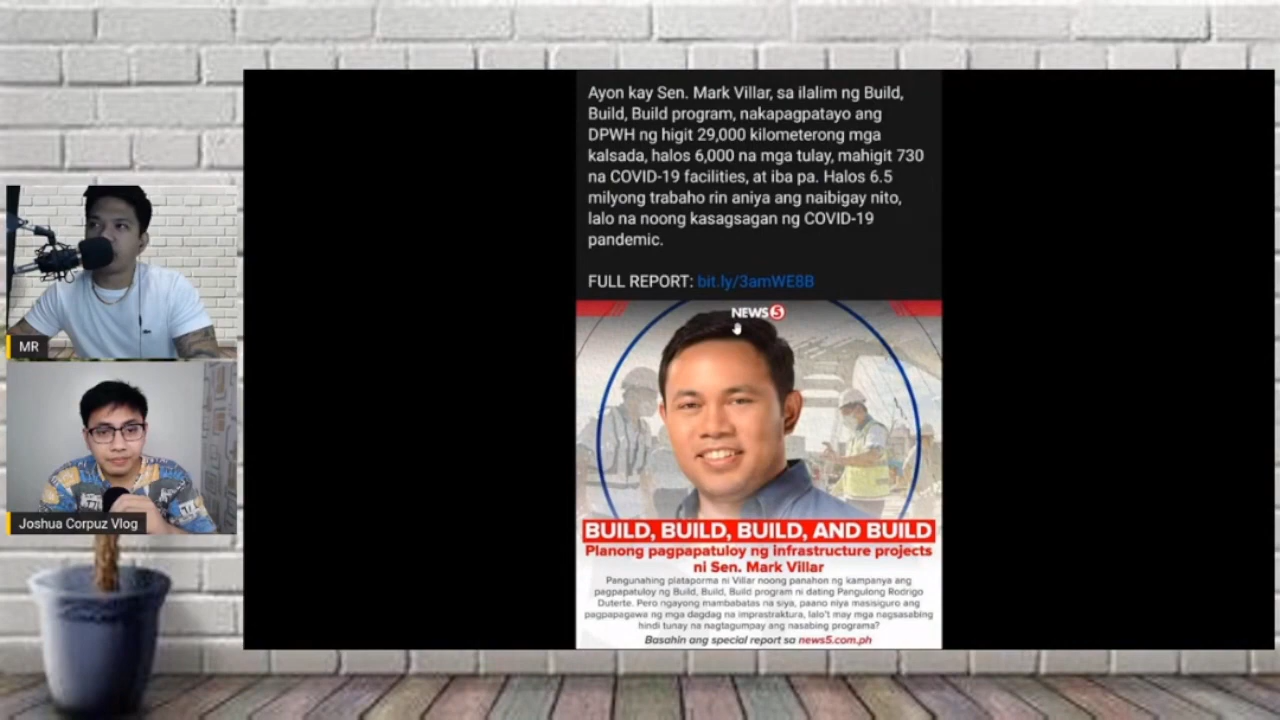 Ayon kay Sen. Mark Villar, sa ilalim ng Build,
Build, Build program, nakapagpatayo ang
DPWH ng higit 29,000 kilometerong mga
kalsada, halos 6,000 na mga tulay, mahigit 730
na COVID-19 facilities, at iba pa. Halos 6.5
milyong trabaho rin aniya ang naibigay nito,
lalo na noong kasagsagan ng COVID-19
pandemic.
FULL REPORT: bit.ly/3amWE8B
NEWS5
BUILD, BUILD, BUILD, AND BUILD
Planong pagpapatuloy ng infrastructure projects
ni Sen. Mark Villar
Pangunahing plataporma ni Villar noong panahon ng kampanya ang
pagpapatuloy ng Build, Build, Build program ni dating Pangulong Rodrigo
Duterte. Pero ngayong mambabatas na siya, paano niya masisiguro ang
pagpapagawa ng mga dagdag na imprastraktura, lalo't may mga nagsasabing
hindi tunay na nagtagumpay ang nasabing programa?
Basahin ang special report sa news5.com.ph
MR
Joshua Corpuz Vlog